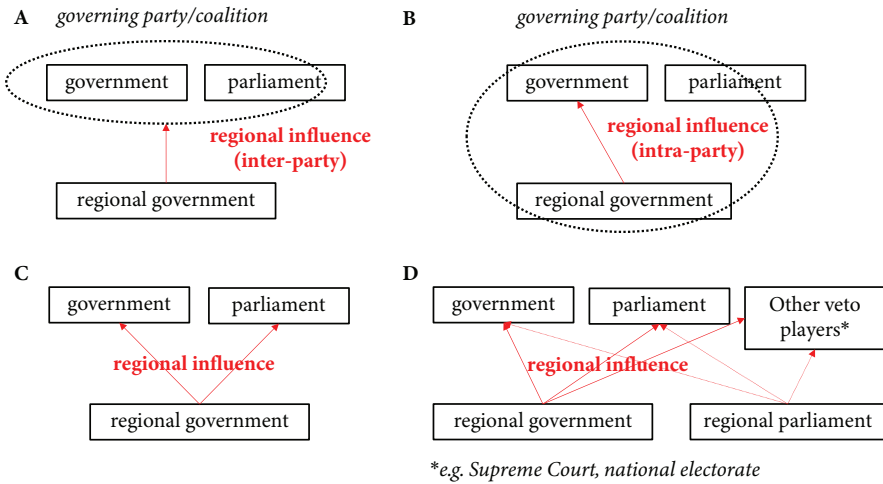 A
governing party/coalition
government
parliament
regional influence
(inter-party)
regional government
B
governing party/coalition
government
parliament
regional influence
(intra-party)
regional government
C
government
parliament
regional influence
regional government
D
government
parliament
Other veto
players*
regional influence
regional government
regional parliament
*e.g. Supreme Court, national electorate